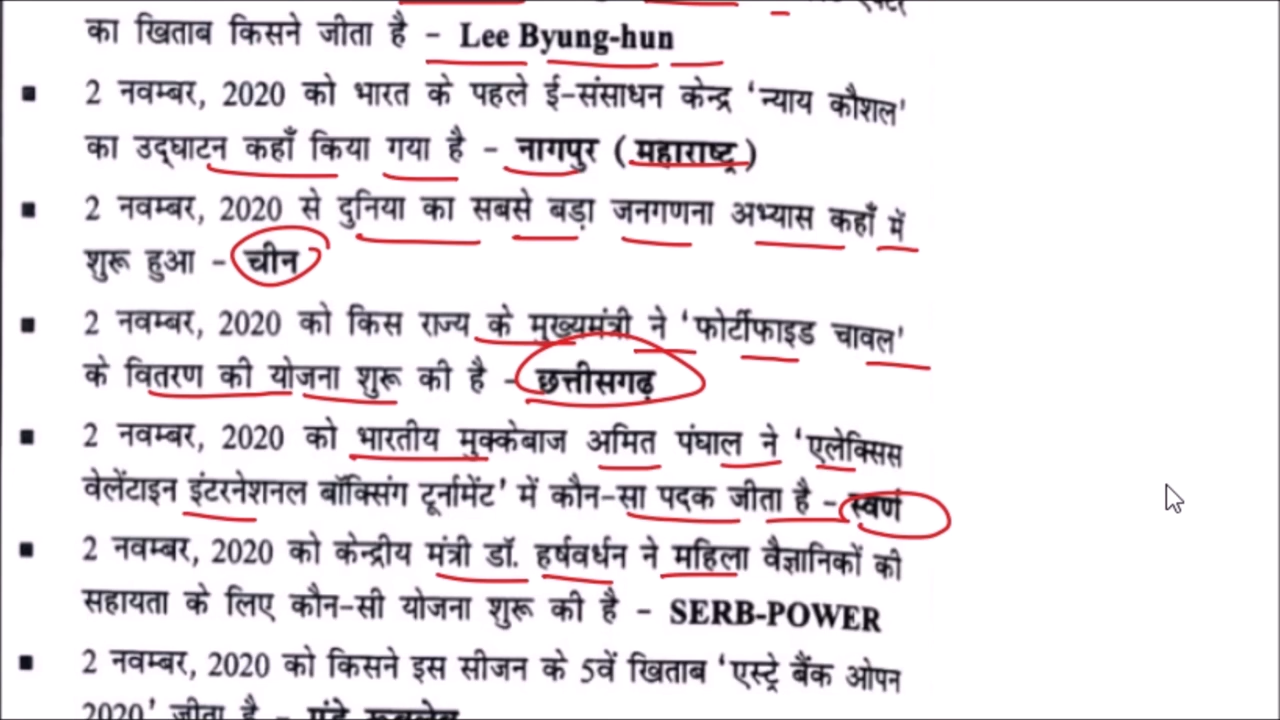 का खिताब किसने जीता है - Lee Byung-hun
▪ 2 नवम्बर, 2020 को भारत के पहले ई-संसाधन केन्द्र 'न्याय कौशल'
का उद्घाटन कहाँ किया गया है - नागपुर (महाराष्ट्र)
▪ 2 नवम्बर, 2020 से दुनिया का सबसे बड़ा जनगणना अभ्यास कहाँ में
शुरू हुआ - चीन
▪ 2 नवम्बर, 2020 को किस राज्य के मुख्यमंत्री ने 'फोर्टीफाइड चावल'
के वितरण की योजना शुरू की है - छत्तीसगढ़
▪ 2 नवम्बर, 2020 को भारतीय मुक्केबाज अमित पंघाल ने 'एलेक्सिस
वेलेंटाइन इंटरनेशनल बॉक्सिंग टूर्नामेंट' में कौन-सा पदक जीता है - स्वर्ण
▪ 2 नवम्बर, 2020 को केन्द्रीय मंत्री डॉ. हर्षवर्धन ने महिला वैज्ञानिकों की
सहायता के लिए कौन-सी योजना शुरू की है - SERB-POWER
▪ 2 नवम्बर, 2020 को किसने इस सीजन के 5वें खिताब 'एस्ट्रे बैंक ओपन
2020' जीता है -